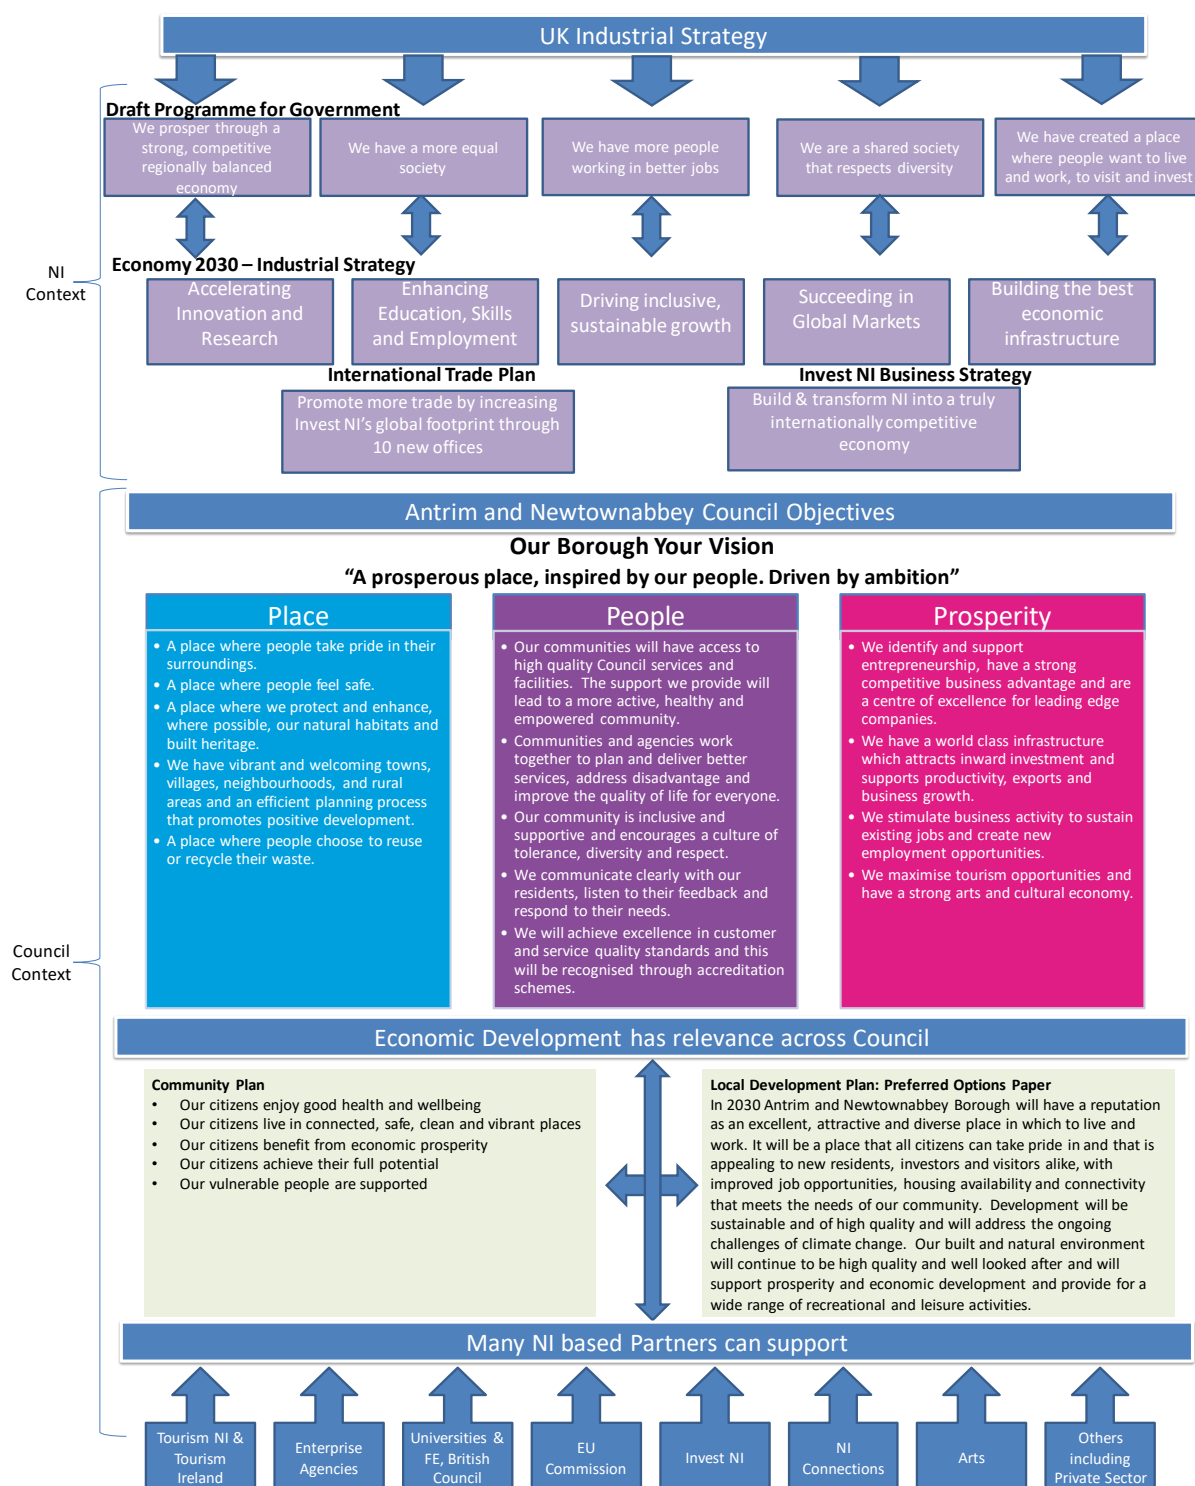 UK Industrial Strategy
Draft Programme for Government
We prosper through a
strong, competitive
regionally balanced
economy
We have a more equal
society
We have more people
working in better jobs
We are a shared society
that respects diversity
We have created a place
where people want to live
and work, to visit and invest
NI
Context
Economy 2030 – Industrial Strategy
Accelerating
Innovation and
Research
Enhancing
Education, Skills
and Employment
Driving inclusive,
sustainable growth
Succeeding in
Global Markets
Building the best
economic
infrastructure
International Trade Plan
Promote more trade by increasing
Invest NI’s global footprint through
10 new offices
Invest NI Business Strategy
Build & transform NI into a truly
internationally competitive
economy
Antrim and Newtownabbey Council Objectives
Our Borough Your Vision
“A prosperous place, inspired by our people. Driven by ambition”
Council
Context
Place
• A place where people take pride in their
surroundings.
• A place where people feel safe.
• A place where we protect and enhance,
where possible, our natural habitats and
built heritage.
• We have vibrant and welcoming towns,
villages, neighbourhoods, and rural
areas and an efficient planning process
that promotes positive development.
• A place where people choose to reuse
or recycle their waste.
People
• Our communities will have access to
high quality Council services and
facilities. The support we provide will
lead to a more active, healthy and
empowered community.
• Communities and agencies work
together to plan and deliver better
services, address disadvantage and
improve the quality of life for everyone.
• Our community is inclusive and
supportive and encourages a culture of
tolerance, diversity and respect.
• We communicate clearly with our
residents, listen to their feedback and
respond to their needs.
• We will achieve excellence in customer
and service quality standards and this
will be recognised through accreditation
schemes.
Prosperity
• We identify and support
entrepreneurship, have a strong
competitive business advantage and are
a centre of excellence for leading edge
companies.
• We have a world class infrastructure
which attracts inward investment and
supports productivity, exports and
business growth.
• We stimulate business activity to sustain
existing jobs and create new
employment opportunities.
• We maximise tourism opportunities and
have a strong arts and cultural economy.
Economic Development has relevance across Council
Community Plan
• Our citizens enjoy good health and wellbeing
• Our citizens live in connected, safe, clean and vibrant places
• Our citizens benefit from economic prosperity
• Our citizens achieve their full potential
• Our vulnerable people are supported
Local Development Plan: Preferred Options Paper
In 2030 Antrim and Newtownabbey Borough will have a reputation
as an excellent, attractive and diverse place in which to live and
work. It will be a place that all citizens can take pride in and that is
appealing to new residents, investors and visitors alike, with
improved job opportunities, housing availability and connectivity
that meets the needs of our community. Development will be
sustainable and of high quality and will address the ongoing
challenges of climate change. Our built and natural environment
will continue to be high quality and well looked after and will
support prosperity and economic development and provide for a
wide range of recreational and leisure activities.
Many NI based Partners can support
Tourism NI &
Tourism
Ireland
Enterprise
Agencies
Universities &
FE, British
Council
EU
Commission
Invest NI
NI
Connections
Arts
Others
including
Private Sector